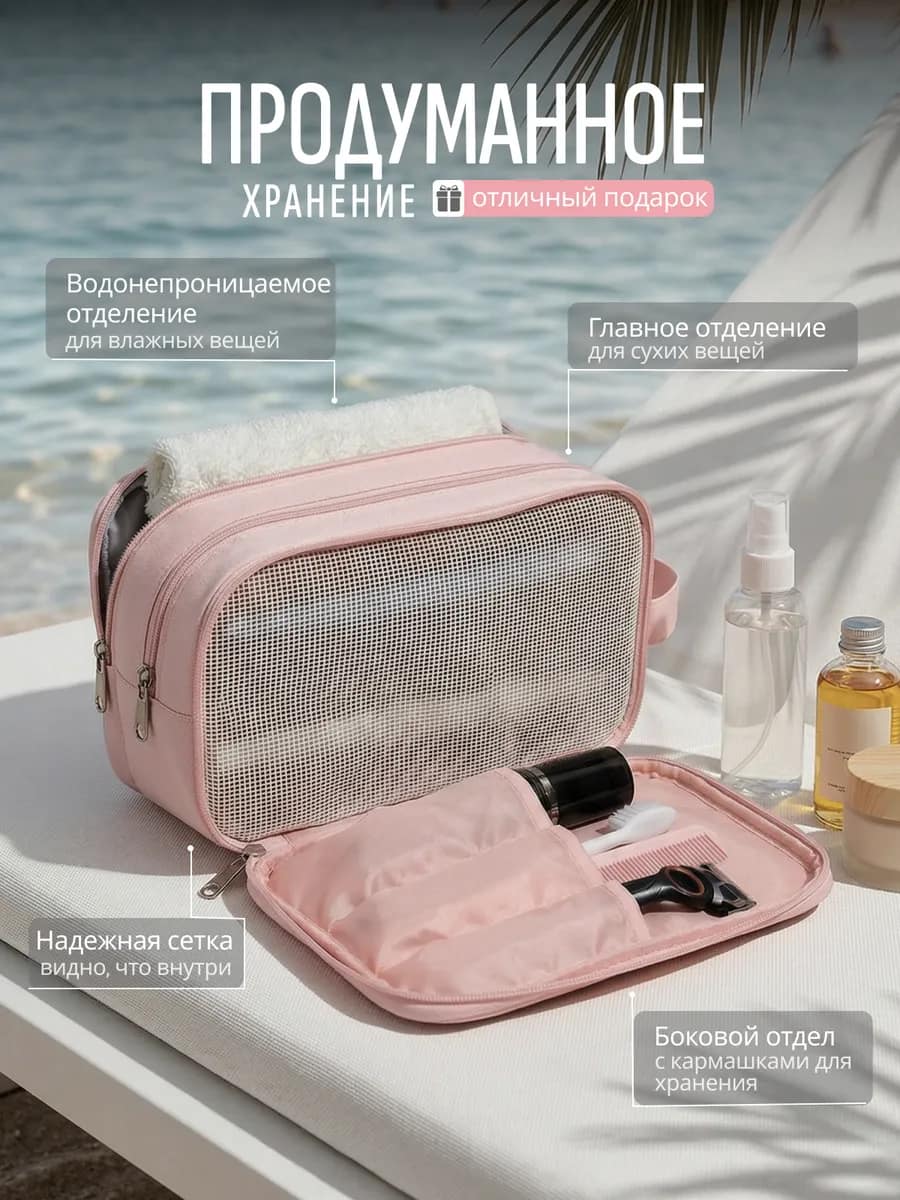 ПРОДУМАННОЕ
ХРАНЕНИЕ отличный подарок
Водонепроницаемое
отделение
для влажных вещей
Главное отделение
для сухих вещей
Надежная сетка
видно, что внутри
Боковой отдел
с кармашками для
хранения